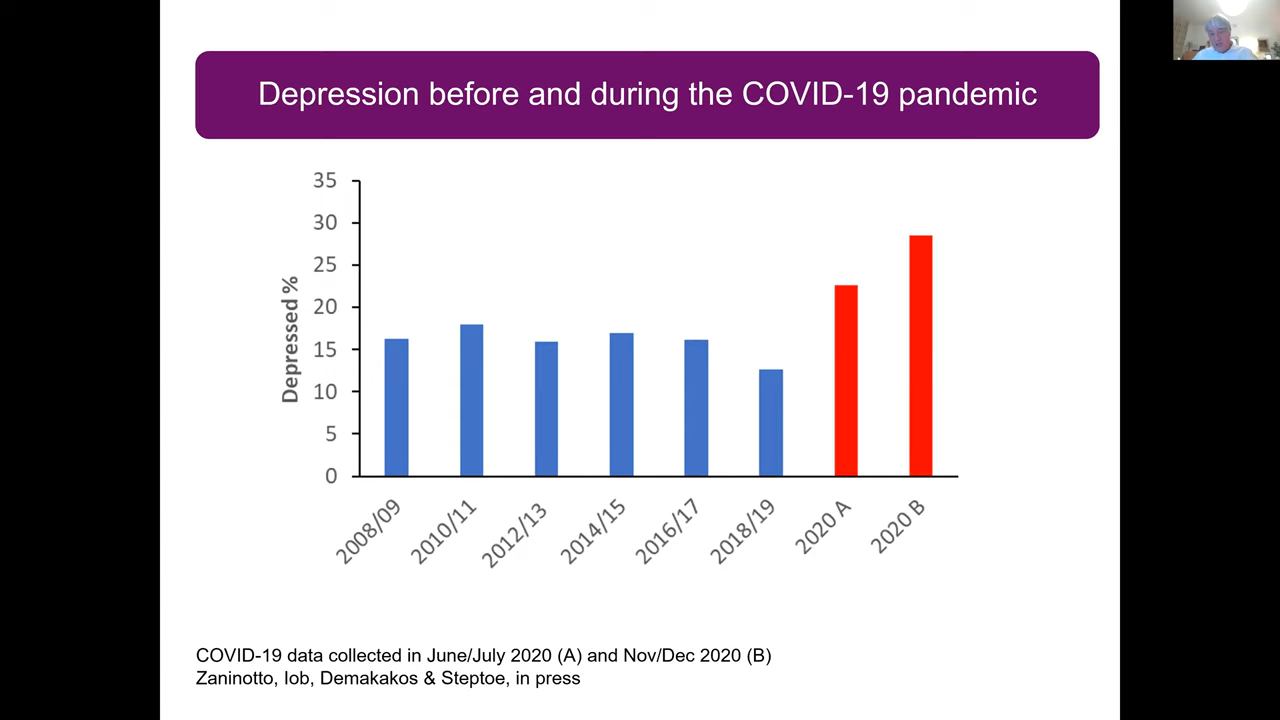 Depression before and during the COVID-19 pandemic
35
30
25
20
15
10
5
0
Depressed %
2008/09
2010/11
2012/13
2014/15
2016/17
2018/19
2020 A
2020 B
COVID-19 data collected in June/July 2020 (A) and Nov/Dec 2020 (B)
Zaninotto, Iob, Demakakos & Steptoe, in press